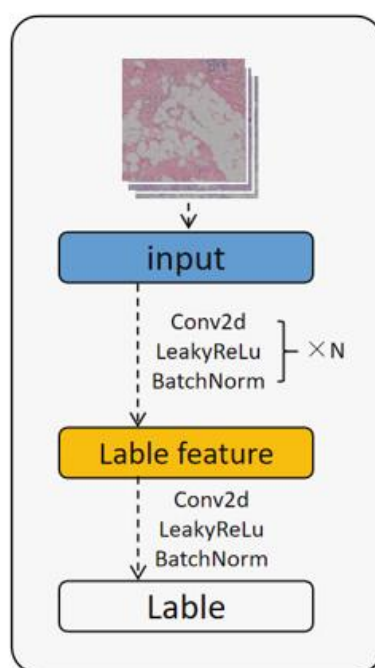 input
Conv2d
LeakyReLu
BatchNorm
×N
Lable feature
Conv2d
LeakyReLu
BatchNorm
Lable